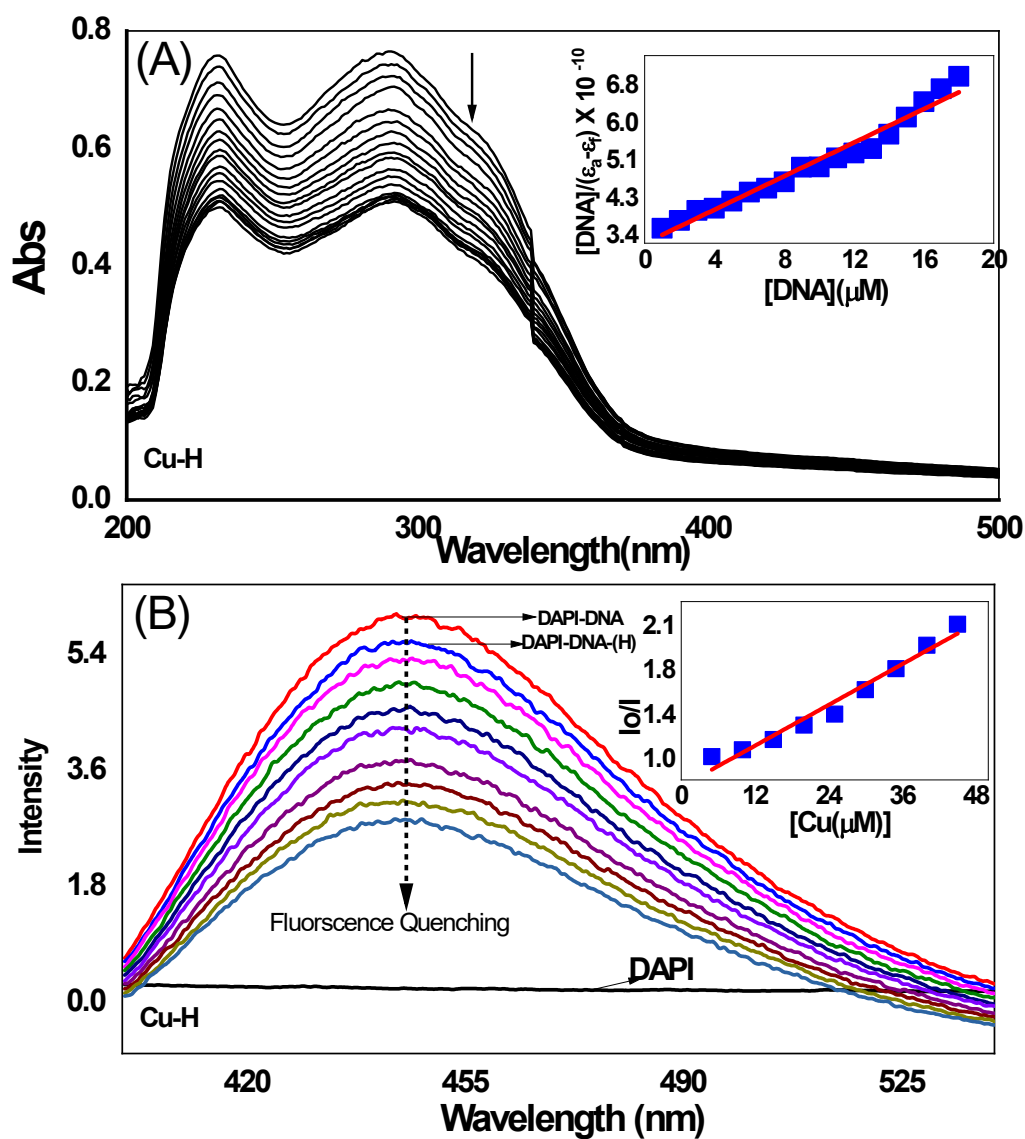 (A)
Abs
0.8
0.6
0.4
0.2
0.0
200
300
400
500
Wavelength(nm)
Cu-H
[DNA]/(εa-εf) X 10-10
6.8
6.0
5.1
4.3
3.4
0
4
8
12
16
20
[DNA](μM)
(B)
Intensity
5.4
3.6
1.8
0.0
420
455
490
525
Wavelength (nm)
DAPI-DNA
DAPI-DNA-(H)
Fluorscence Quenching
DAPI
Cu-H
Io/I
2.1
1.8
1.4
1.0
0
12
24
36
48
[Cu(μM)]